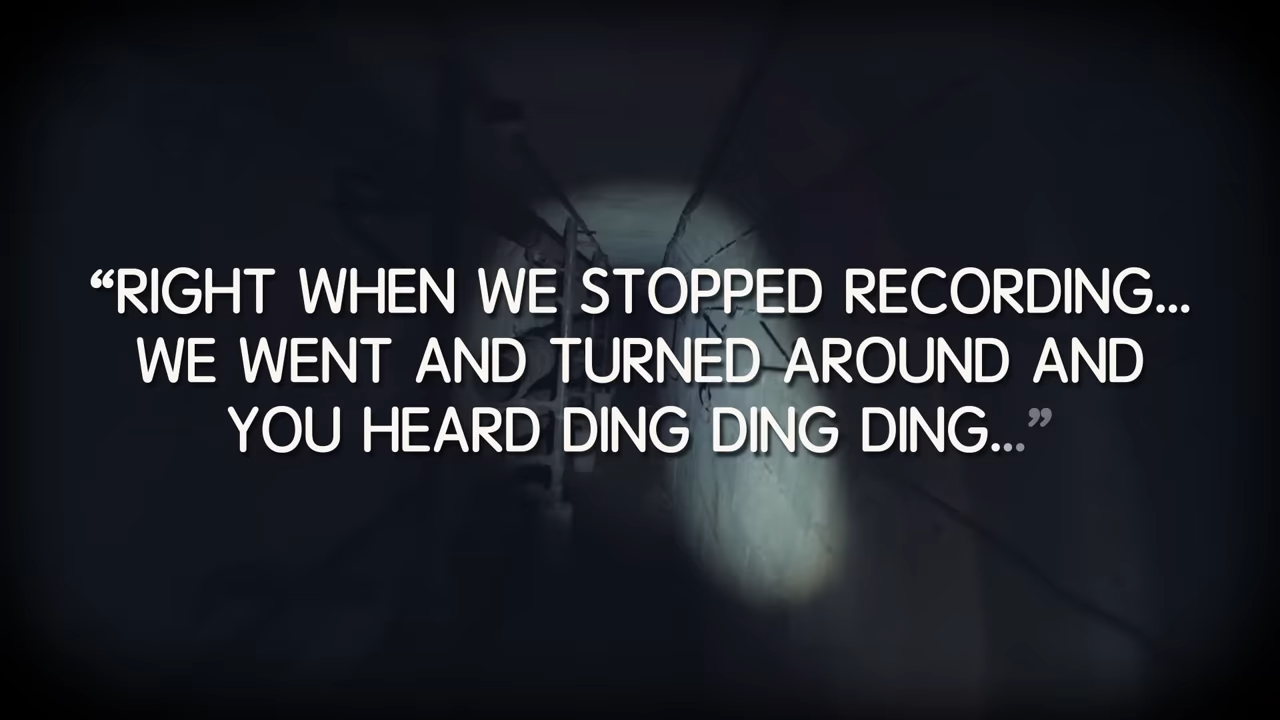 “RIGHT WHEN WE STOPPED RECORDING...
WE WENT AND TURNED AROUND AND
YOU HEARD DING DING DING...”